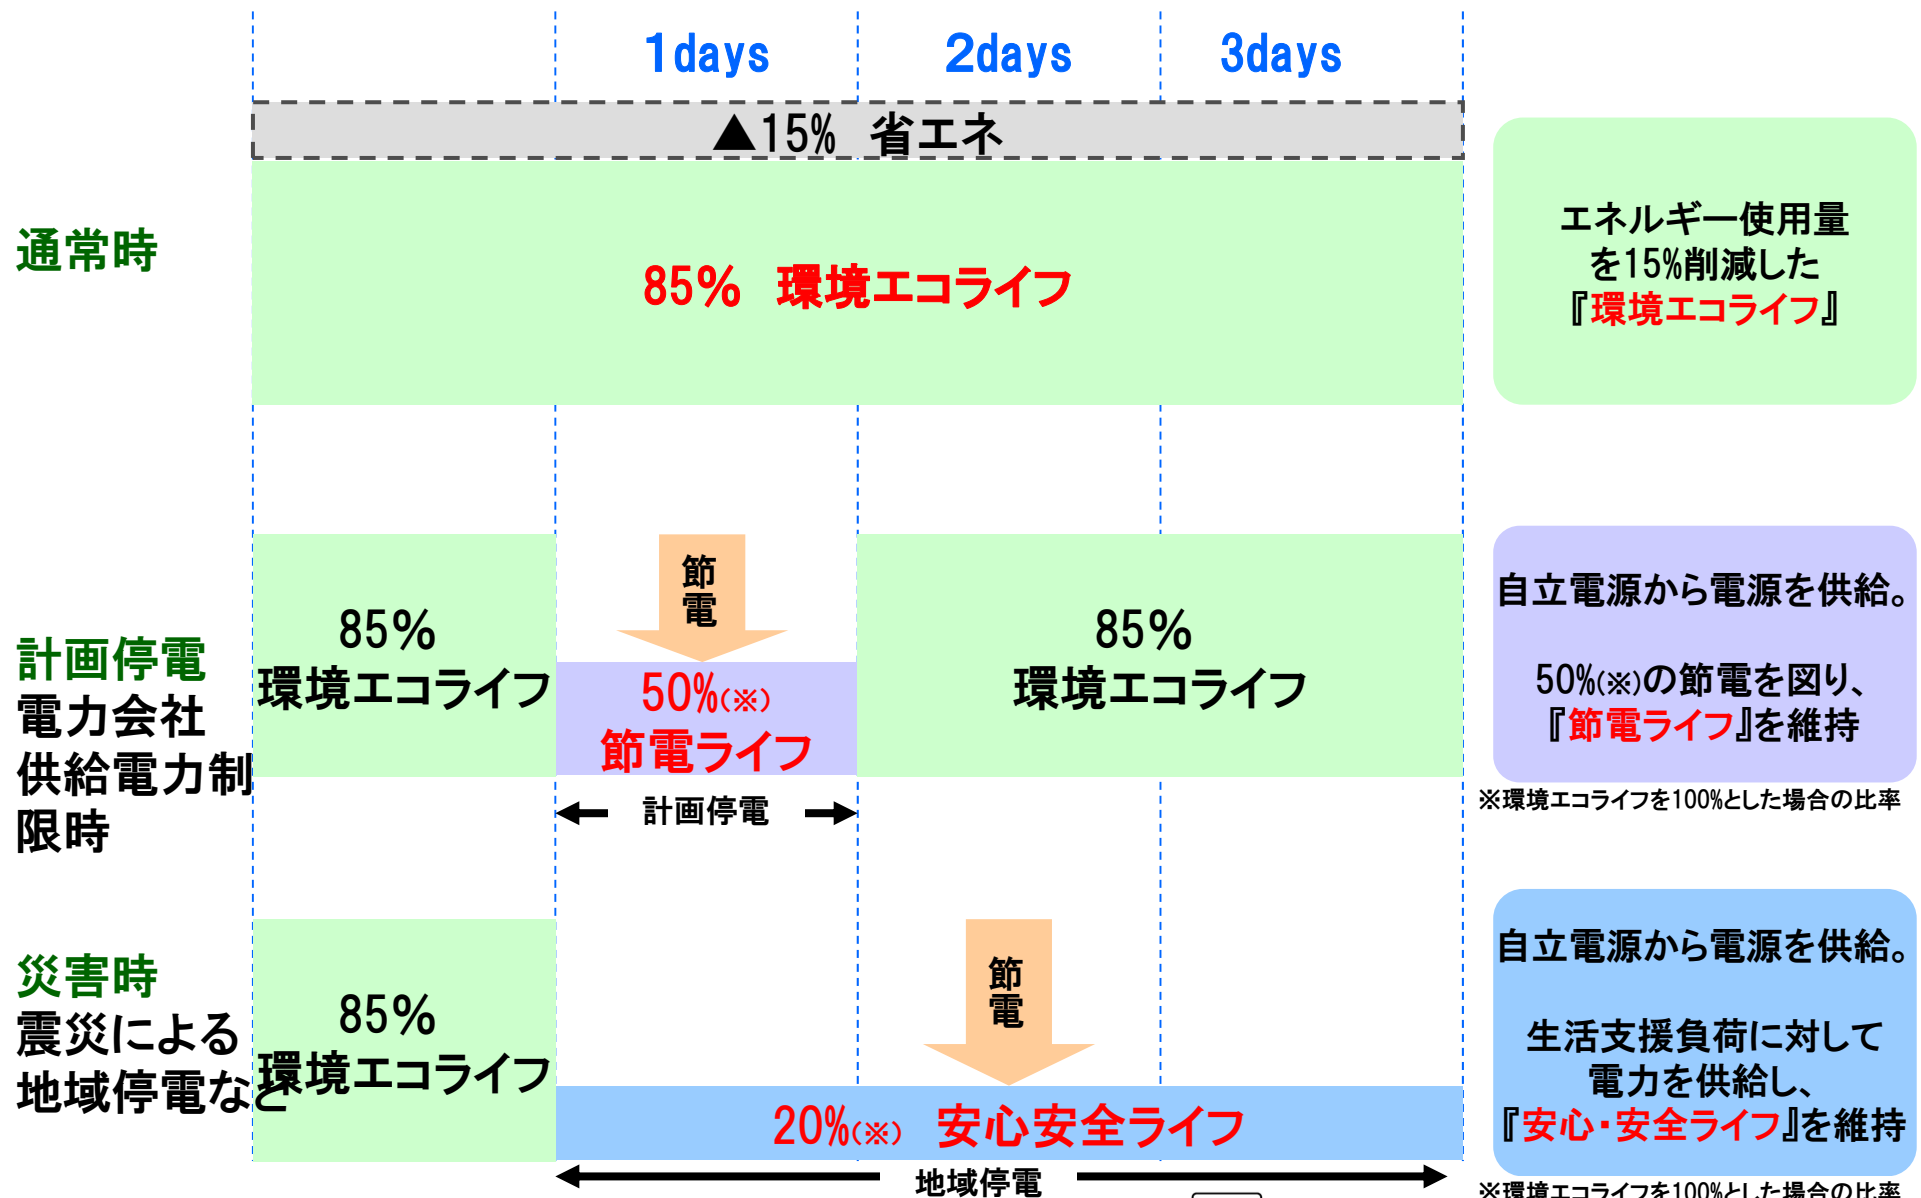 1days
2days
3days
▲15% 省エネ
通常時
85% 環境エコライフ
エネルギー使用量
を15%削減した
『環境エコライフ』
計画停電
電力会社
供給電力制
限時
85%
環境エコライフ
節
電
50%(※)
節電ライフ
計画停電
85%
環境エコライフ
自立電源から電源を供給。
50%(※)の節電を図り、
『節電ライフ』を維持
※環境エコライフを100%とした場合の比率
災害時
震災による
地域停電など
85%
環境エコライフ
節
電
20%(※) 安心安全ライフ
地域停電
自立電源から電源を供給。
生活支援負荷に対して
電力を供給し、
『安心・安全ライフ』を維持
※環境エコライフを100%とした場合の比率